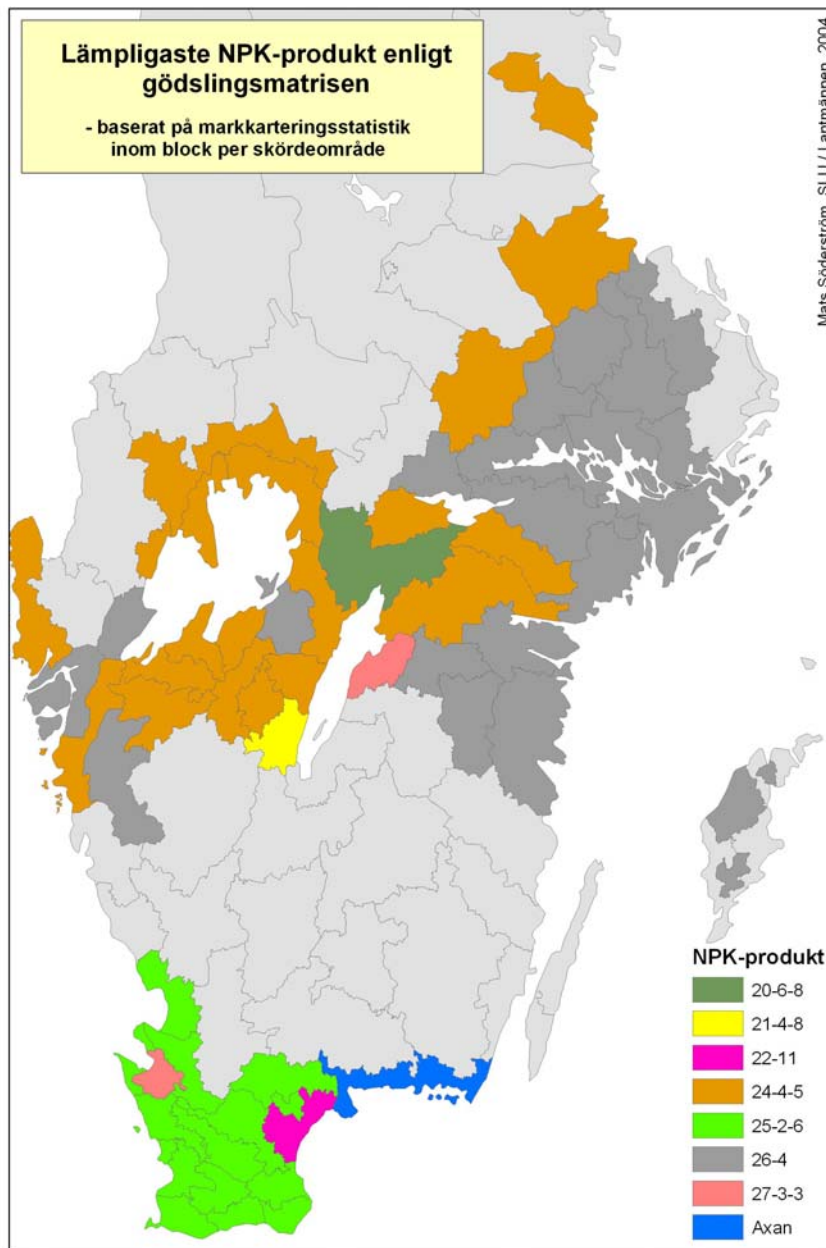 Lämpligaste NPK-produkt enligt
gödslingsmatrisen
- baserat på markkarteringsstatistik
inom block per skördeområde
Mats Söderström, SLU / Lantmännen, 2004
NPK-produkt
20-6-8
21-4-8
22-11
24-4-5
25-2-6
26-4
27-3-3
Axan